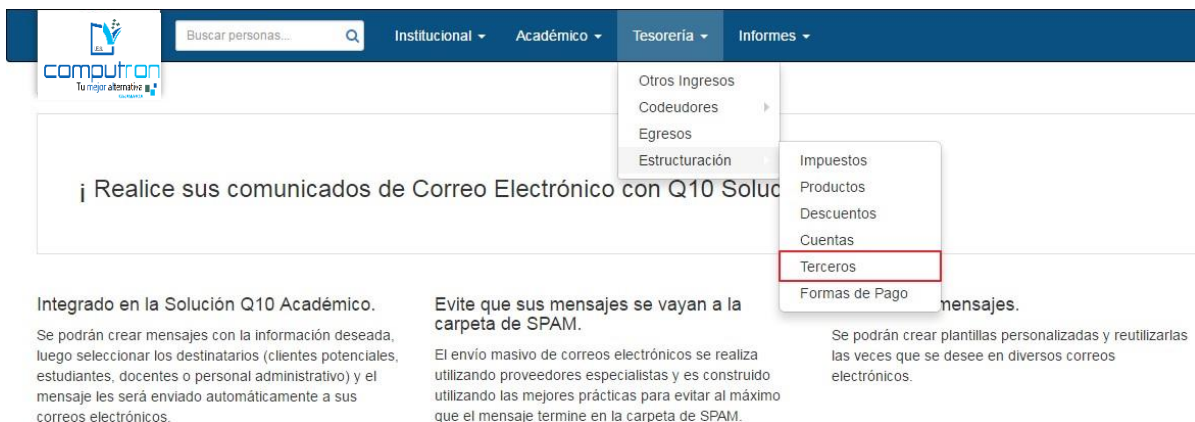 Buscar personas...
Institucional
Académico
Tesorería
Informes
computron
Tu mejor alternativa
Otros Ingresos
Codeudores
Egresos
Estructuración
Impuestos
Productos
Descuentos
Cuentas
Terceros
Formas de Pago
¡ Realice sus comunicados de Correo Electrónico con Q10 Soluc
Integrado en la Solución Q10 Académico.
Se podrán crear mensajes con la información deseada,
luego seleccionar los destinatarios (clientes potenciales,
estudiantes, docentes o personal administrativo) y el
mensaje les será enviado automáticamente a sus
correos electrónicos.
Evite que sus mensajes se vayan a la
carpeta de SPAM.
El envío masivo de correos electrónicos se realiza
utilizando proveedores especialistas y es construido
utilizando las mejores prácticas para evitar al máximo
que el mensaje termine en la carpeta de SPAM.
mensajes.
Se podrán crear plantillas personalizadas y reutilizarlas
las veces que se desee en diversos correos
electrónicos.